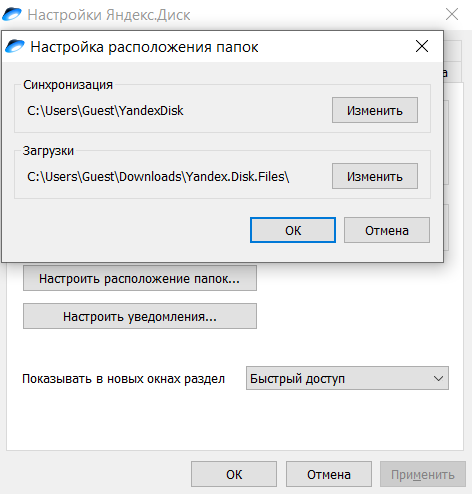 Настройки Яндекс.Диск
Настройка расположения папок
Синхронизация
C:\Users\Guest\YandexDisk
Изменить
Загрузки
C:\Users\Guest\Downloads\Yandex.Disk.Files\
Изменить
OK
Отмена
Настроить расположение папок...
Настроить уведомления...
Показывать в новых окнах раздел
Быстрый доступ
OK
Отмена
Применить